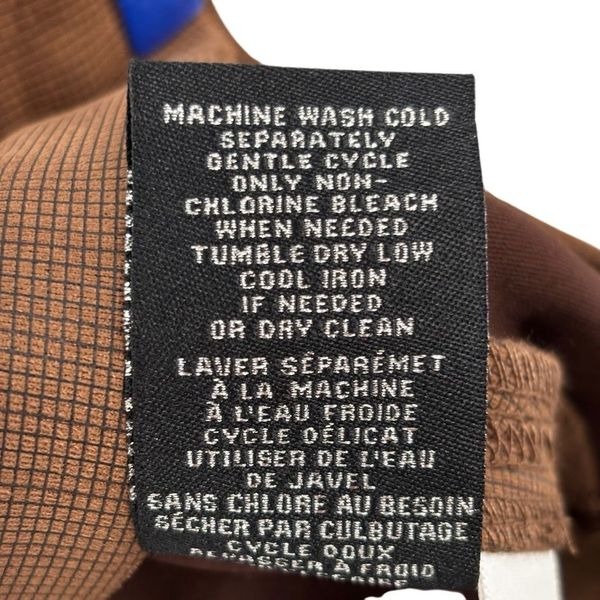 MACHINE WASH COLD
SEPARATELY
GENTLE CYCLE
ONLY NON-
CHLORINE BLEACH
WHEN NEEDED
TUMBLE DRY LOW
COOL IRON
IF NEEDED
OR DRY CLEAN
LAVER SÉPARÉMET
À LA MACHINE
À L'EAU FROIDE
CYCLE DÉLICAT
UTILISER DE L'EAU
DE JAVEL
SANS CHLORE AU BESOIN
SÉCHER PAR CULBUTAGE
CYCLE DOUX
À FROID